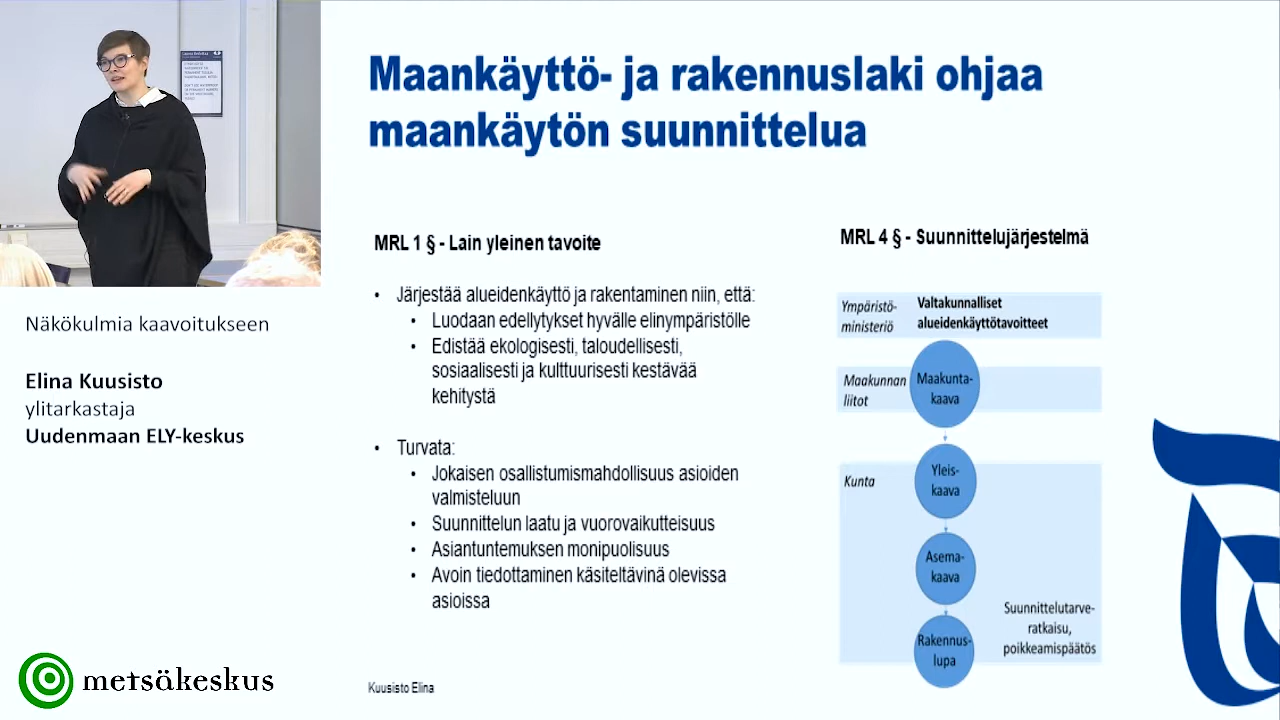 Maankäyttö- ja rakennuslaki ohjaa
maankäytön suunnittelua
MRL 1 § - Lain yleinen tavoite
• Järjestää alueidenkäyttö ja rakentaminen niin, että:
• Luodaan edellytykset hyvälle elinympäristölle
• Edistää ekologisesti, taloudellisesti,
sosiaalisesti ja kulttuurisesti kestävää
kehitystä
• Turvata:
• Jokaisen osallistumismahdollisuus asioiden
valmisteluun
• Suunnittelun laatu ja vuorovaikutteisuus
• Asiantuntemuksen monipuolisuus
• Avoin tiedottaminen käsiteltävinä olevissa
asioissa
MRL 4 § - Suunnittelujärjestelmä
Ympäristö-
ministeriö
Valtakunnalliset
alueidenkäyttötavoitteet
Maakunnan
liitot
Maakunta-
kaava
Kunta
Yleis-
kaava
Asema-
kaava
Rakennus-
lupa
Suunnittelutarve-
ratkaisu,
poikkeamispäätös
Kuusisto Elina
Näkökulmia kaavoitukseen
Elina Kuusisto
ylitarkastaja
Uudenmaan ELY-keskus
metsäkeskus